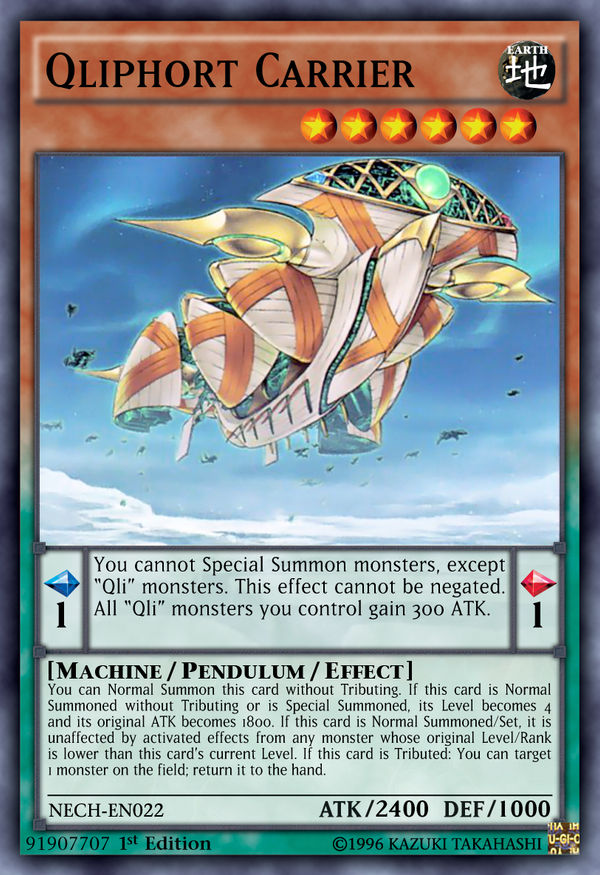 Qliphort Carrier
EARTH
地
You cannot Special Summon monsters, except
"Qli" monsters. This effect cannot be negated.
All "Qli" monsters you control gain 300 ATK.
1
1
[Machine / Pendulum / Effect]
You can Normal Summon this card without Tributing. If this card is Normal
Summoned without Tributing or is Special Summoned, its Level becomes 4
and its original ATK becomes 1800. If this card is Normal Summoned/Set, it is
unaffected by activated effects from any monster whose original Level/Rank
is lower than this card's current Level. If this card is Tributed: You can target
1 monster on the field; return it to the hand.
NECH-EN022
ATK/2400 DEF/1000
91907707 1st Edition
©1996 KAZUKI TAKAHASHI